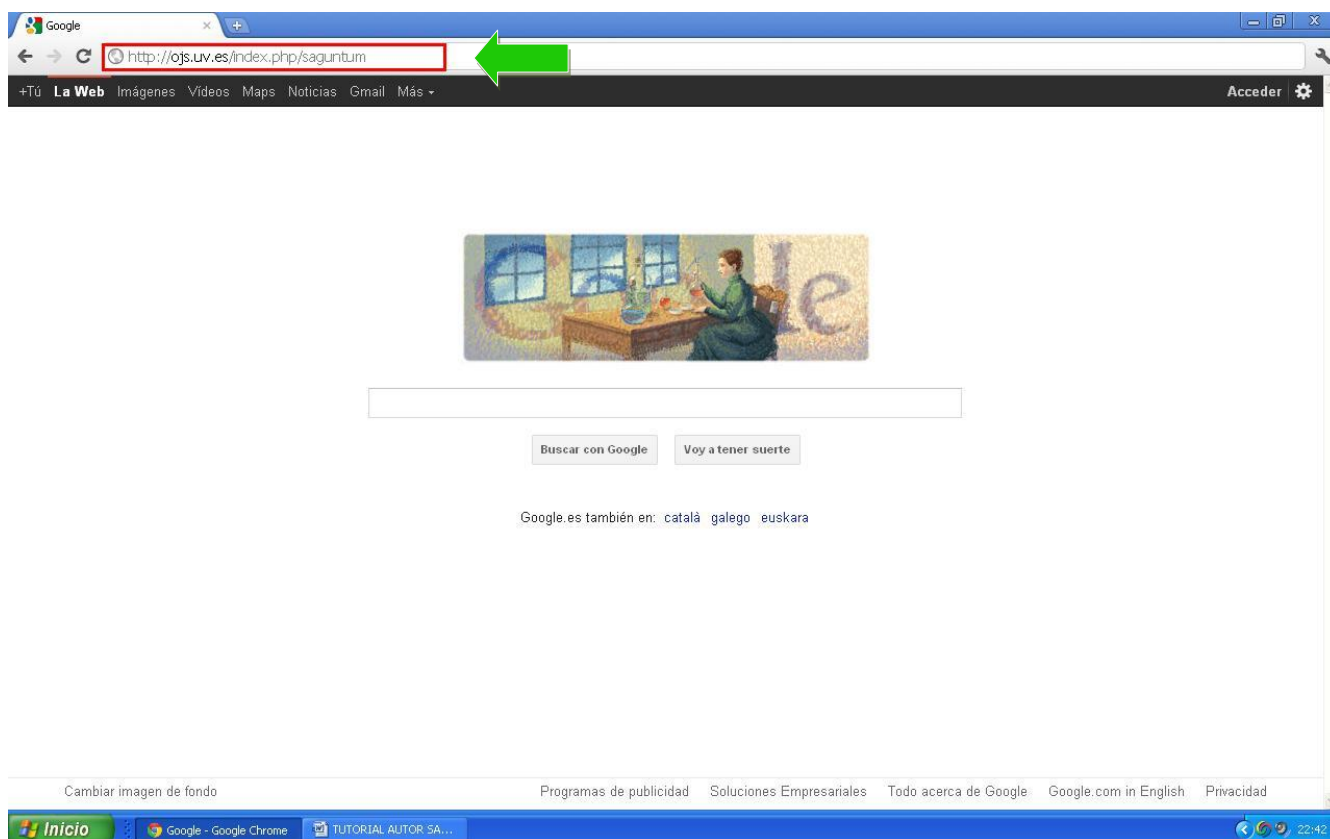 Google
http://ojs.uv.es/index.php/saguntum
+Tú La Web Imágenes Vídeos Maps Noticias Gmail Más
Acceder
Google
Buscar con Google Voy a tener suerte
Google.es también en: català galego euskara
Cambiar imagen de fondo Programas de publicidad Soluciones Empresariales Todo acerca de Google Google.com in English Privacidad
Inicio Google - Google Chrome TUTORIAL AUTOR SA... 22:42